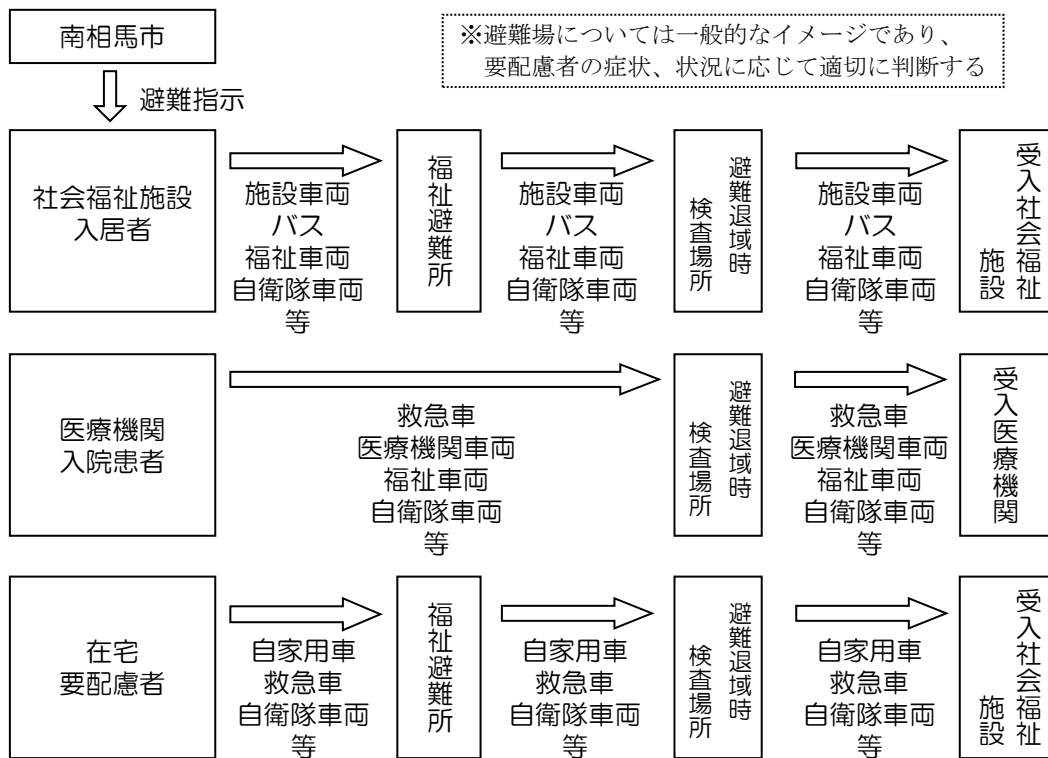 南相馬市
※避難場については一般的なイメージであり、
要配慮者の症状、状況に応じて適切に判断する
避難指示
社会福祉施設
入居者
施設車両
バス
福祉車両
自衛隊車両
等
福祉避難所
施設車両
バス
福祉車両
自衛隊車両
等
避難退域時
検査場所
施設車両
バス
福祉車両
自衛隊車両
等
受入社会福祉
施設
医療機関
入院患者
救急車
医療機関車両
福祉車両
自衛隊車両
等
避難退域時
検査場所
救急車
医療機関車両
福祉車両
自衛隊車両
等
受入医療機関
在宅
要配慮者
自家用車
救急車
自衛隊車両
等
福祉避難所
自家用車
救急車
自衛隊車両
等
避難退域時
検査場所
自家用車
救急車
自衛隊車両
等
受入社会福祉
施設